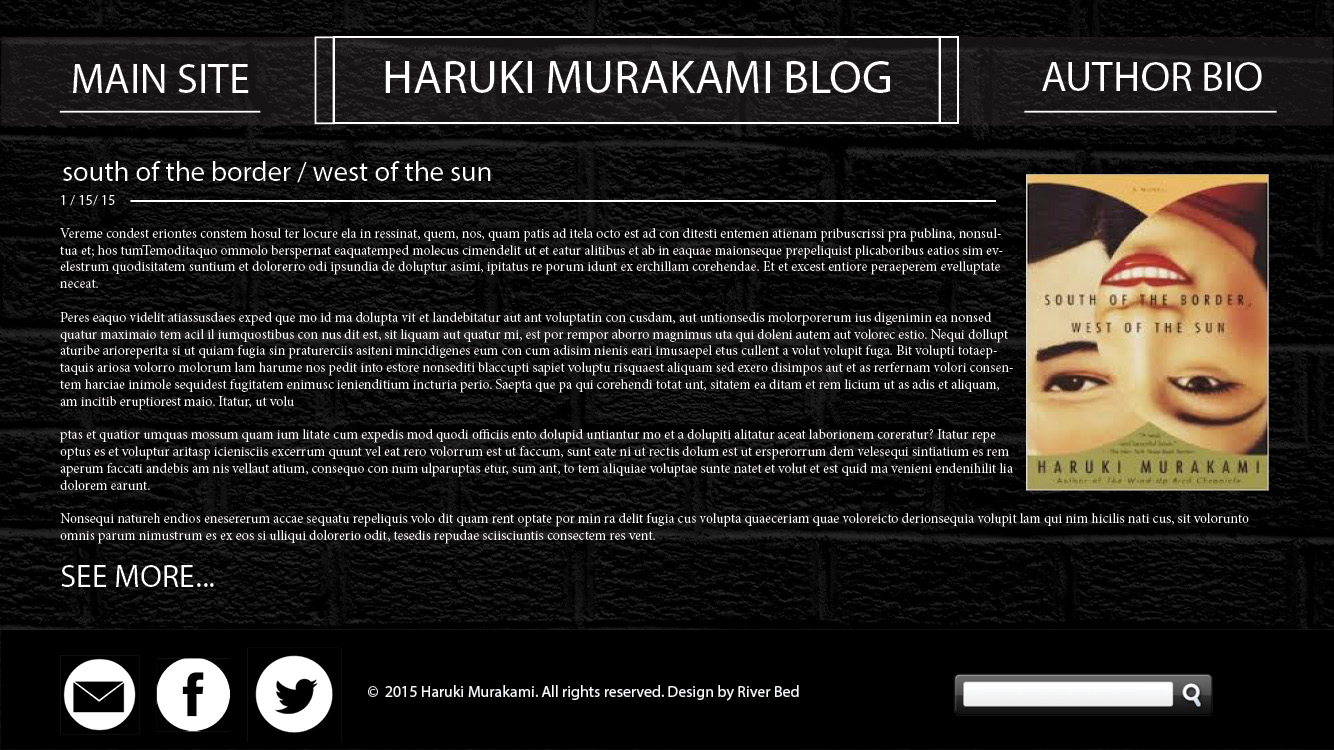 MAIN SITE
HARUKI MURAKAMI BLOG
AUTHOR BIO
south of the border / west of the sun
1 / 15/ 15
Vereme condest eriontes constem hosul ter locure ela in ressinat, quem, nos, quam patis ad itela octo est ad con ditesti entemen atienam pribuscrissi pra publina, nonsul-
tua et; hos tumTemoditaquo ommolo berspernat eaquatemped molecus cimendelit ut et eatur alitibus et ab in eaquae maionseque prepeliquist plicaboribus eatios sim ev-
elestrum quodisitatem suntium et dolorerro odi ipsundia de doluptur asimi, ipitatus re porum idunt ex erchillam corehendae. Et et excest entiore peraeperem evelluptate
neceat.
Peres eaquo videlit atiassusdaes exped que mo id ma dolupta vit et landebitatur aut ant voluptatin con cusdam, aut untionsedis molorporerum ius digenimin ea nonsed
quatur maximaio tem acil il iumquostibus con nus dit est, sit liquam aut quatur mi, est por rempor aborro magnimus uta qui doleni autem aut volorec estio. Nequi dollupt
aturibe arioreperita si ut quiam fugia sin praturerciis asiteni mincidigenes eum con cum adisim nienis eari imusaepel etus cullent a volut volupit fuga. Bit volupti totaep-
taquis ariosa volorro molorum lam harume nos pedit into estore nonsediti blaccupti sapiet voluptu risquaest aliquam sed exero disimpos aut et as rerfernam volori consen-
tem harciae inimole sequidest fugitatem enimusc ienienditium incturia perio. Saepta que pa qui corehendi totat unt, sitatem ea ditam et rem licium ut as adis et aliquam,
am incitib eruptiorest maio. Itatur, ut volu
ptas et quatior umquas mossum quam ium litate cum expedis mod quodi officiis ento dolupid untiantur mo et a dolupiti alitatur aceat laborionem coreratur? Itatur repe
optus es et voluptur aritasp icienisciis excerrum quunt vel eat rero volorrum est ut faccum, sunt eate ni ut rectis dolum est ut ersperorrum dem velesequi sintiatium es rem
aperum faccati andebis am nis vellaut atium, consequo con num ulparuptas etur, sum ant, to tem aliquiae voluptae sunte natet et volut et est quid ma venieni endenihilit lia
dolorem earunt.
Nonsequi natureh endios enesererum accae sequatu repeliquis volo dit quam rent optate por min ra delit fugia cus volupta quaeceriam quae voloreicto derionsequia volupit lam qui nim hicilis nati cus, sit volorunto
omnis parum nimustrum es ex eos si ulliqui dolorerio odit, tesedis repudae sciisciuntis consectem res vent.
SEE MORE...
A NOVEL
SOUTH OF THE BORDER,
WEST OF THE SUN
HARUKI MURAKAMI
Author of The Wind-Up Bird Chronicle
© 2015 Haruki Murakami. All rights reserved. Design by River Bed